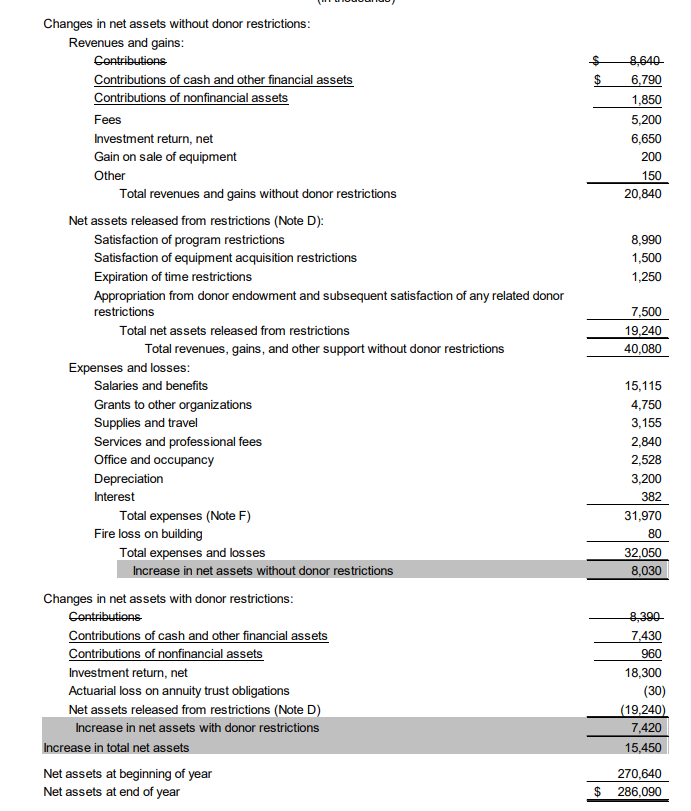 (in thousands)
Changes in net assets without donor restrictions:
Revenues and gains:
Contributions $ 8,640
Contributions of cash and other financial assets $ 6,790
Contributions of nonfinancial assets 1,850
Fees 5,200
Investment return, net 6,650
Gain on sale of equipment 200
Other 150
Total revenues and gains without donor restrictions 20,840
Net assets released from restrictions (Note D):
Satisfaction of program restrictions 8,990
Satisfaction of equipment acquisition restrictions 1,500
Expiration of time restrictions 1,250
Appropriation from donor endowment and subsequent satisfaction of any related donor
restrictions 7,500
Total net assets released from restrictions 19,240
Total revenues, gains, and other support without donor restrictions 40,080
Expenses and losses:
Salaries and benefits 15,115
Grants to other organizations 4,750
Supplies and travel 3,155
Services and professional fees 2,840
Office and occupancy 2,528
Depreciation 3,200
Interest 382
Total expenses (Note F) 31,970
Fire loss on building 80
Total expenses and losses 32,050
Increase in net assets without donor restrictions 8,030
Changes in net assets with donor restrictions:
Contributions 8,390
Contributions of cash and other financial assets 7,430
Contributions of nonfinancial assets 960
Investment return, net 18,300
Actuarial loss on annuity trust obligations (30)
Net assets released from restrictions (Note D) (19,240)
Increase in net assets with donor restrictions 7,420
Increase in total net assets 15,450
Net assets at beginning of year 270,640
Net assets at end of year $ 286,090